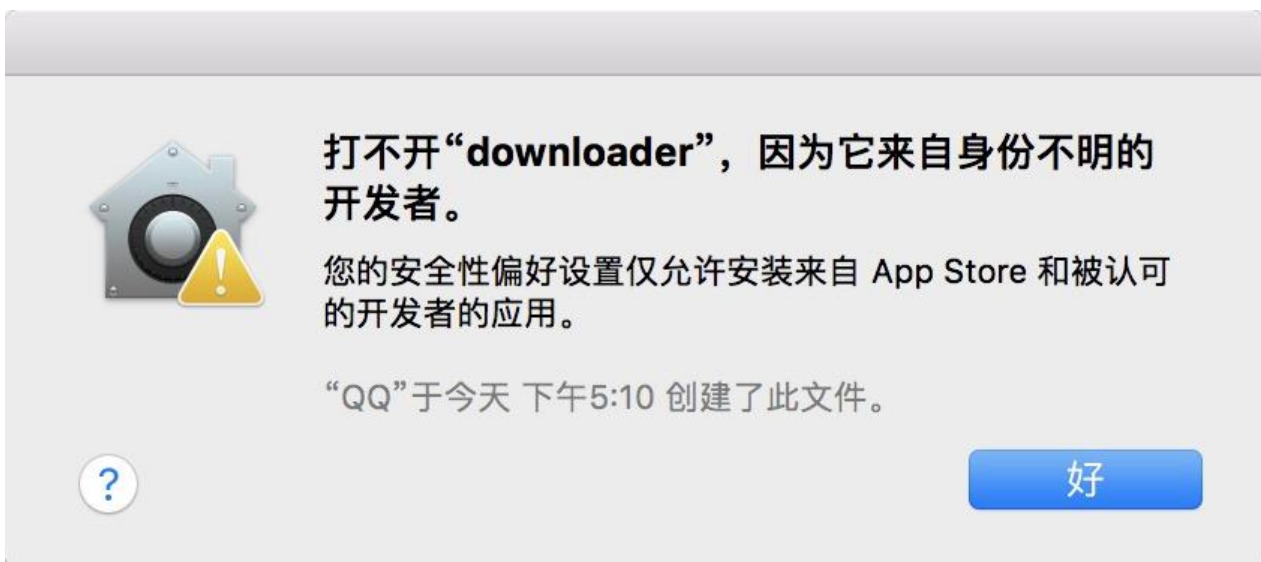 打不开“downloader”，因为它来自身份不明的
开发者。
您的安全性偏好设置仅允许安装来自 App Store 和被认可
的开发者的应用。
“QQ”于今天 下午5:10 创建了此文件。
?
好